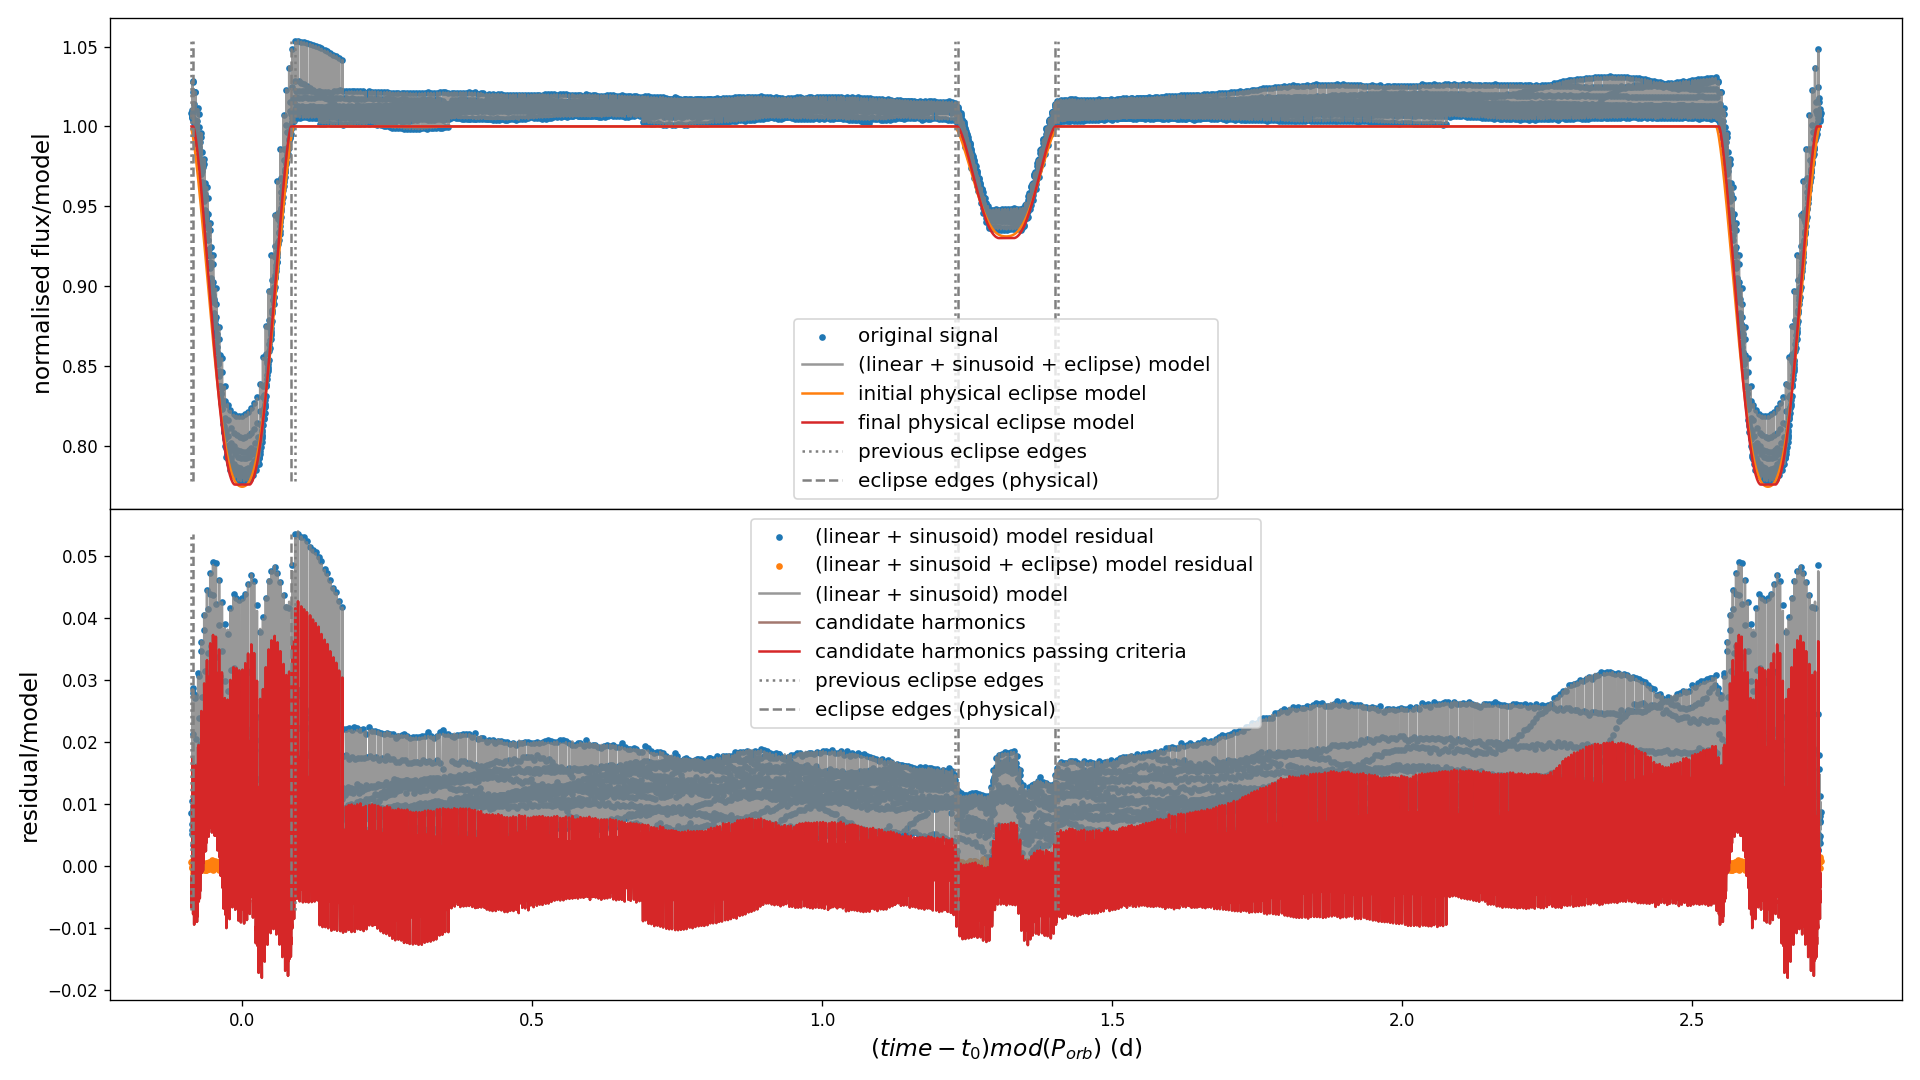 1.05
1.00
0.95
0.90
0.85
0.80
normalised flux/model
original signal
(linear + sinusoid + eclipse) model
initial physical eclipse model
final physical eclipse model
previous eclipse edges
eclipse edges (physical)
0.05
0.04
0.03
0.02
0.01
0.00
−0.01
−0.02
residual/model
(linear + sinusoid) model residual
(linear + sinusoid + eclipse) model residual
(linear + sinusoid) model
candidate harmonics
candidate harmonics passing criteria
previous eclipse edges
eclipse edges (physical)
0.0 0.5 1.0 1.5 2.0 2.5
(time − t₀)mod(Pₒᵣb) (d)